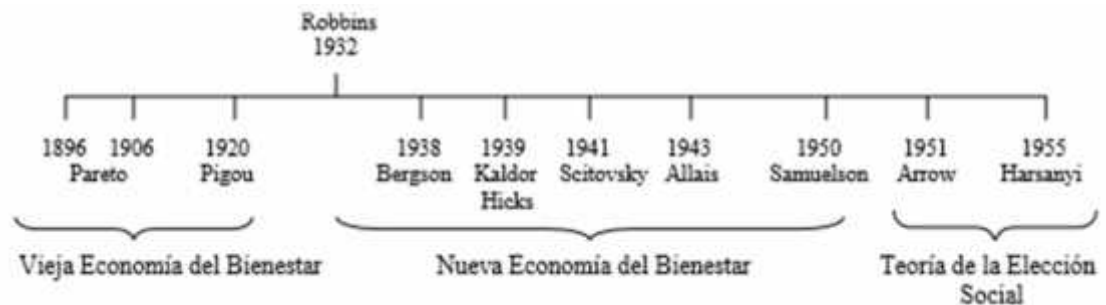 Robbins
1932
1896 1906 1920 1938 1939 1941 1943 1950 1951 1955
Pareto Pigou Bergson Kaldor Scitovsky Allais Samuelson Arrow Harsanyi
Hicks
Vieja Economía del Bienestar Nueva Economía del Bienestar Teoría de la Elección
Social